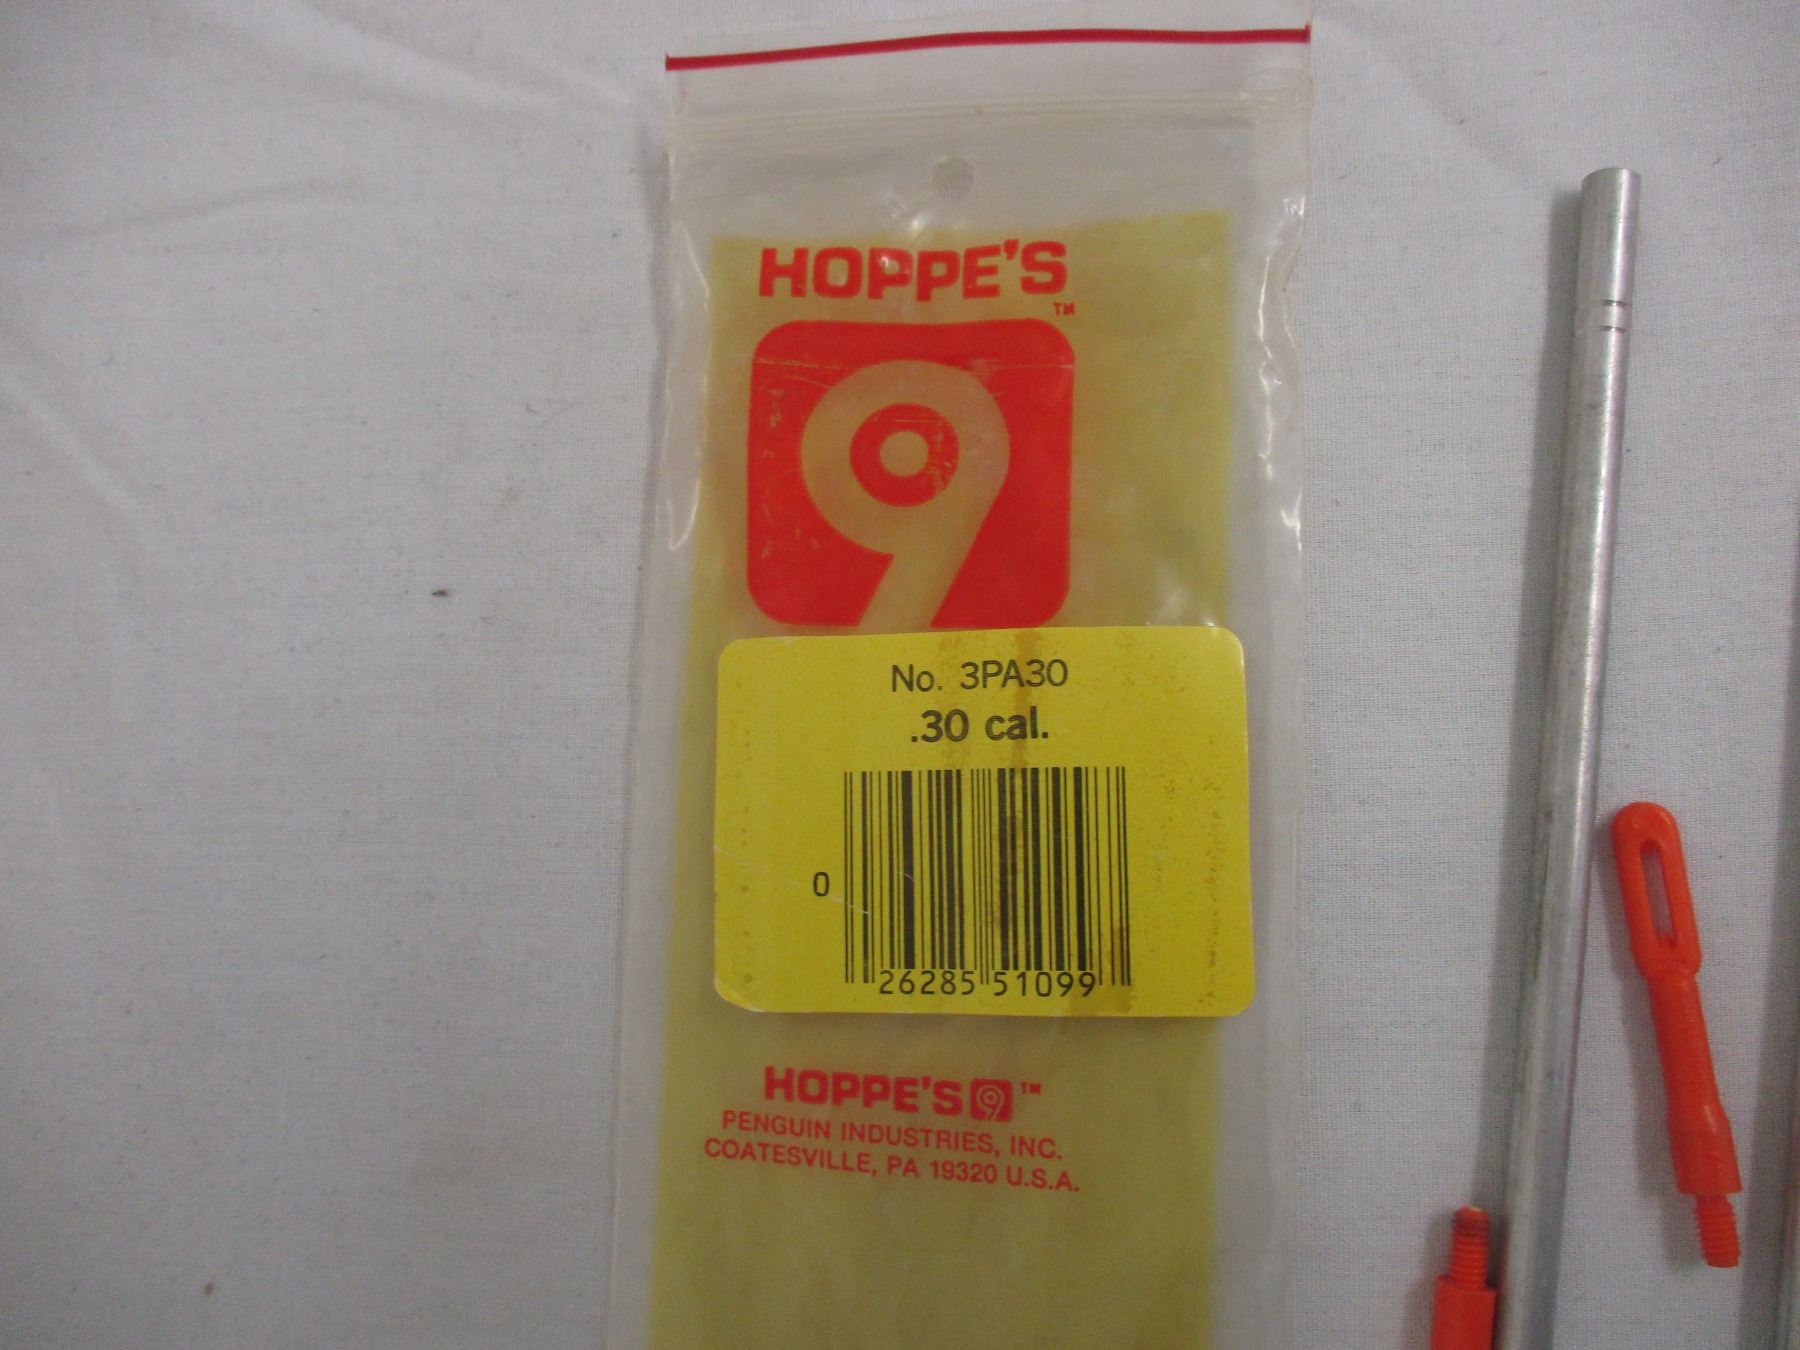 HOPPE'S
TM
9
No. 3PA30
.30 cal.
0 26285 51099
HOPPE'S 9 TM
PENGUIN INDUSTRIES, INC.
COATESVILLE, PA 19320 U.S.A.